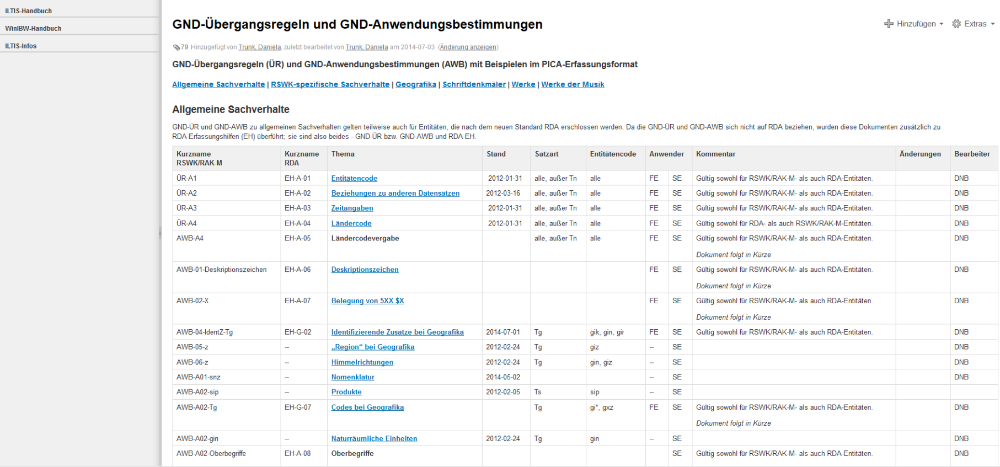 ILTIS-Handbuch
WinIBW-Handbuch
ILTIS-Infos
GND-Übergangsregeln und GND-Anwendungsbestimmungen
Hinzufügen Extras
79 Hinzugefügt von Trunk, Daniela, zuletzt bearbeitet von Trunk, Daniela am 2014-07-03 (Änderung anzeigen)
GND-Übergangsregeln (ÜR) und GND-Anwendungsbestimmungen (AWB) mit Beispielen im PICA-Erfassungsformat
Allgemeine Sachverhalte | RSWK-spezifische Sachverhalte | Geografika | Schriftdenkmäler | Werke | Werke der Musik
Allgemeine Sachverhalte
GND-ÜR und GND-AWB zu allgemeinen Sachverhalten gelten teilweise auch für Entitäten, die nach dem neuen Standard RDA erschlossen werden. Da die GND-ÜR und GND-AWB sich nicht auf RDA beziehen, wurden diese Dokumenten zusätzlich zu
RDA-Erfassungshilfen (EH) überführt; sie sind also beides - GND-ÜR bzw. GND-AWB und RDA-EH.
Kurzname Kurzname Thema Stand Satzart Entitätencode Anwender Kommentar Änderungen Bearbeiter
RSWK/RAK-M RDA
ÜR-A1 EH-A-01 Entitätencode 2012-01-31 alle, außer Tn alle FE SE Gültig sowohl für RSWK/RAK-M- als auch RDA-Entitäten. DNB
ÜR-A2 EH-A-02 Beziehungen zu anderen Datensätzen 2012-03-16 alle, außer Tn alle FE SE Gültig sowohl für RSWK/RAK-M- als auch RDA-Entitäten. DNB
ÜR-A3 EH-A-03 Zeitangaben 2012-01-31 alle, außer Tn alle FE SE Gültig sowohl für RSWK/RAK-M- als auch RDA-Entitäten. DNB
ÜR-A4 EH-A-04 Ländercode 2012-01-31 alle, außer Tn alle FE SE Gültig sowohl für RDA- als auch RSWK/RAK-M-Entitäten. DNB
AWB-A4 EH-A-05 Ländercodevergabe alle, außer Tn alle FE SE Gültig sowohl für RSWK/RAK-M- als auch RDA-Entitäten. DNB
Dokument folgt in Kürze
AWB-01-Deskriptionszeichen EH-A-06 Deskriptionszeichen FE SE Gültig sowohl für RSWK/RAK-M- als auch RDA-Entitäten. DNB
Dokument folgt in Kürze
AWB-02-X EH-A-07 Belegung von 5XX $X FE SE Gültig sowohl für RSWK/RAK-M- als auch RDA-Entitäten. DNB
Dokument folgt in Kürze
AWB-04-IdentZ-Tg EH-G-02 Identifizierende Zusätze bei Geografika 2014-07-01 Tg gik, gin, gir FE SE Gültig sowohl für RSWK/RAK-M- als auch RDA-Entitäten. DNB
AWB-05-z -- „Region“ bei Geografika 2012-02-24 Tg giz -- SE DNB
AWB-06-z -- Himmelrichtungen 2012-02-24 Tg gin, giz -- SE DNB
AWB-A01-snz -- Nomenklatur 2014-05-02 -- SE DNB
AWB-A02-sip -- Produkte 2012-02-05 Ts sip -- SE DNB
AWB-A02-Tg EH-G-07 Codes bei Geografika Tg gi*, gxz FE SE Gültig sowohl für RSWK/RAK-M- als auch RDA-Entitäten. DNB
Dokument folgt in Kürze
AWB-A02-gin -- Naturräumliche Einheiten 2012-02-24 Tg gin -- SE DNB
AWB-A02-Oberbegriffe EH-A-08 Oberbegriffe SE Gültig sowohl für RSWK/RAK-M- als auch RDA-Entitäten. DNB